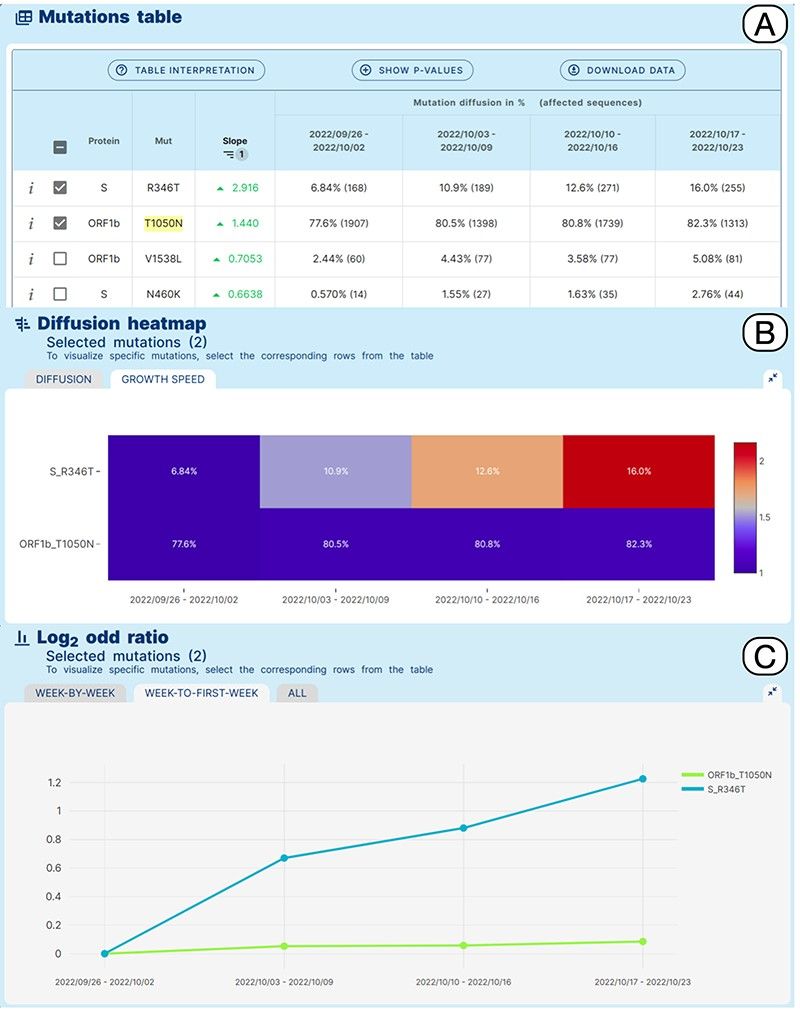 Mutations table
A
TABLE INTERPRETATION SHOW P-VALUES DOWNLOAD DATA
Mutation diffusion in % (affected sequences)
Protein Mut Slope 2022/09/26 - 2022/10/03 - 2022/10/10 - 2022/10/17 -
1 2022/10/02 2022/10/09 2022/10/16 2022/10/23
i S R346T 2.916 6.84% (168) 10.9% (189) 12.6% (271) 16.0% (255)
i ORF1b T1050N 1.440 77.6% (1907) 80.5% (1398) 80.8% (1739) 82.3% (1313)
i ORF1b V1538L 0.7053 2.44% (60) 4.43% (77) 3.58% (77) 5.08% (81)
i S N460K 0.6638 0.570% (14) 1.55% (27) 1.63% (35) 2.76% (44)
Diffusion heatmap
B
Selected mutations (2)
To visualize specific mutations, select the corresponding rows from the table
DIFFUSION GROWTH SPEED
S_R346T 6.84% 10.9% 12.6% 16.0%
ORF1b_T1050N 77.6% 80.5% 80.8% 82.3%
2
1.5
1
2022/09/26 - 2022/10/02 2022/10/03 - 2022/10/09 2022/10/10 - 2022/10/16 2022/10/17 - 2022/10/23
Log2 odd ratio
C
Selected mutations (2)
To visualize specific mutations, select the corresponding rows from the table
WEEK-BY-WEEK WEEK-TO-FIRST-WEEK ALL
ORF1b_T1050N
S_R346T
1.2
1
0.8
0.6
0.4
0.2
0
2022/09/26 - 2022/10/02 2022/10/03 - 2022/10/09 2022/10/10 - 2022/10/16 2022/10/17 - 2022/10/23